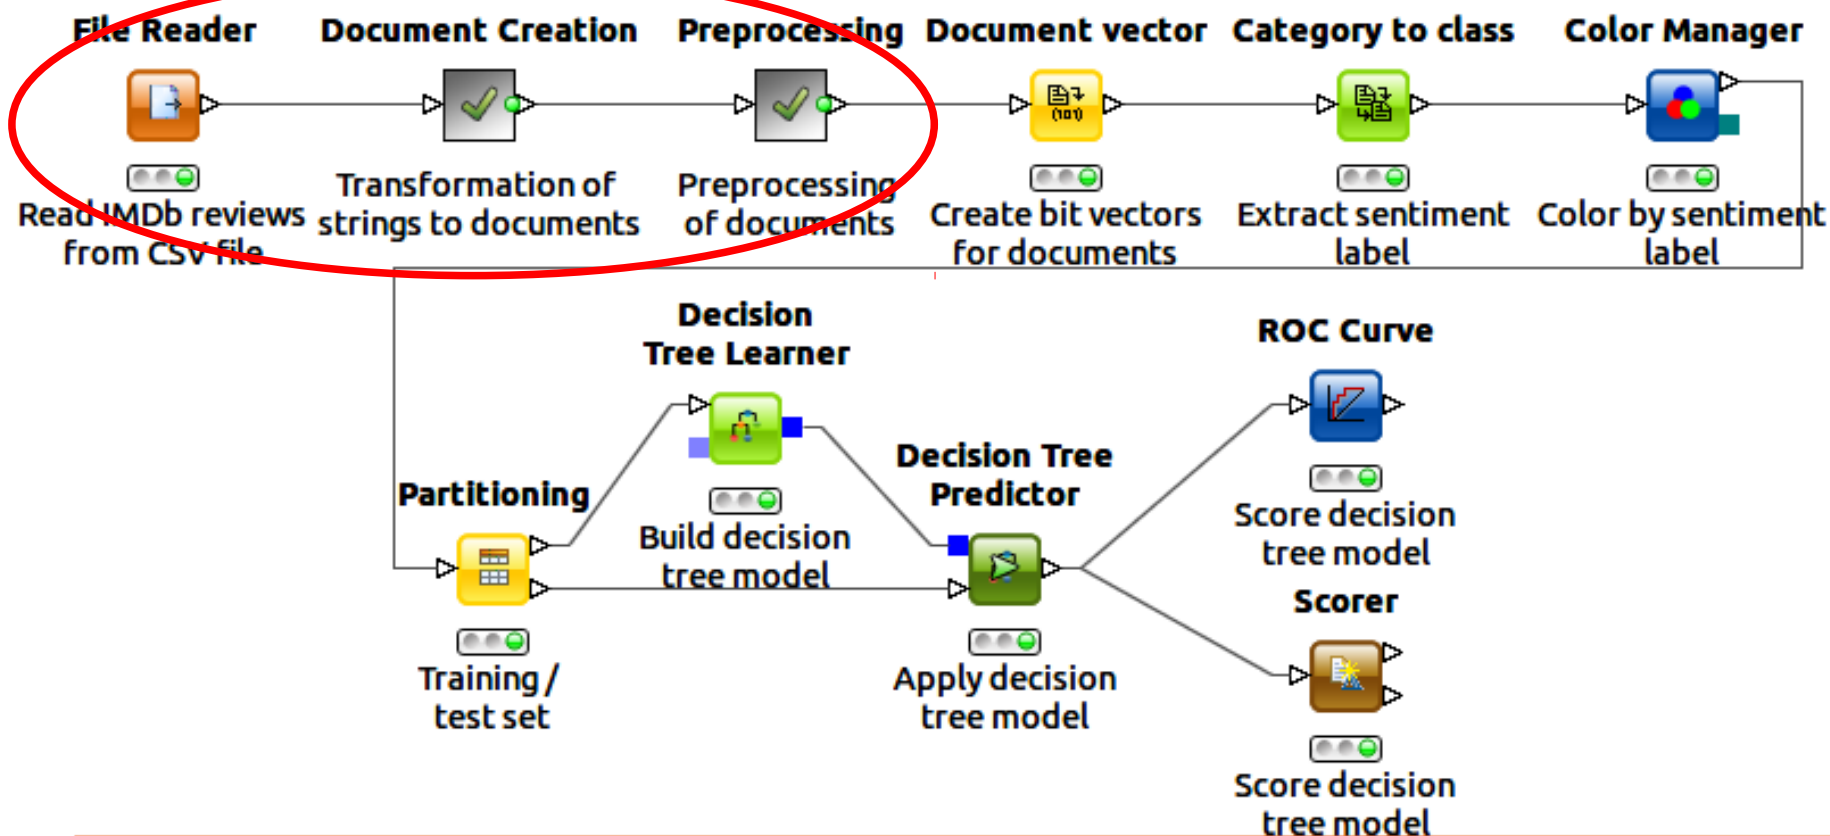 File Reader
Document Creation
Preprocessing
Document vector
Category to class
Color Manager
(101)
Read IMDb reviews
from CSV file
Transformation of
strings to documents
Preprocessing
of documents
Create bit vectors
for documents
Extract sentiment
label
Color by sentiment
label
Decision
Tree Learner
Build decision
tree model
Partitioning
Training /
test set
Decision Tree
Predictor
Apply decision
tree model
ROC Curve
Score decision
tree model
Scorer
Score decision
tree model